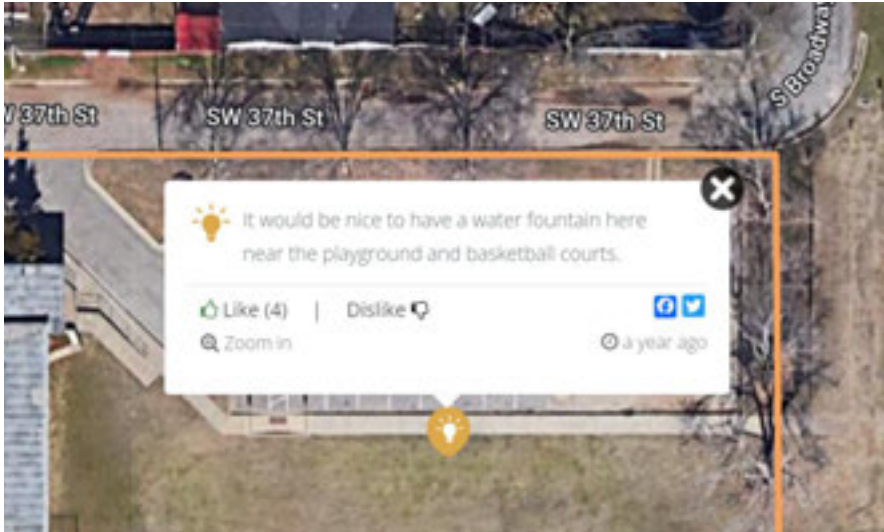 W 37th St
SW 37th St
SW 37th St
S Broadway
It would be nice to have a water fountain here
near the playground and basketball courts.
Like (4) | Dislike
Zoom in
a year ago